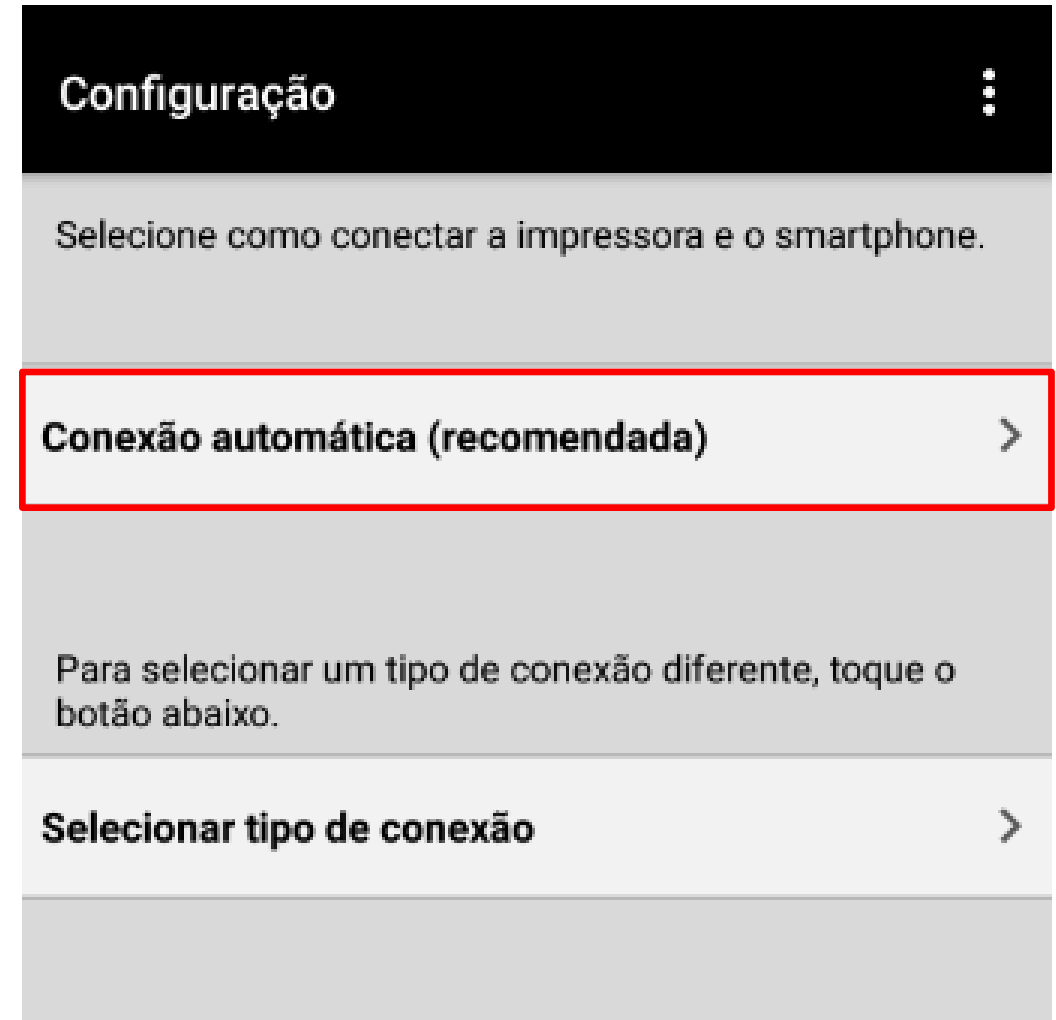 Configuração
Selecione como conectar a impressora e o smartphone.
Conexão automática (recomendada)
Para selecionar um tipo de conexão diferente, toque o
botão abaixo.
Selecionar tipo de conexão